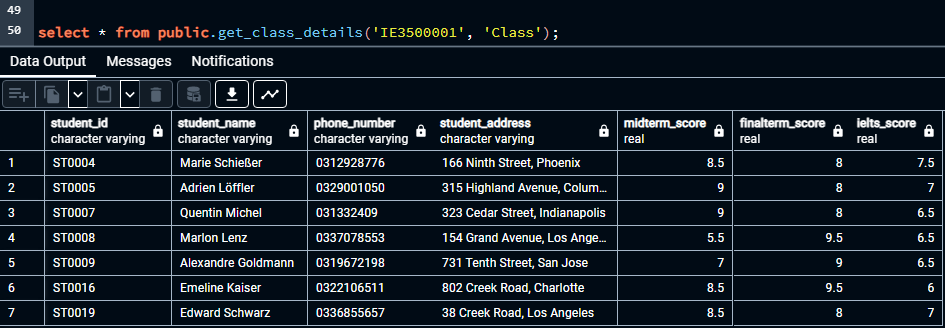 49
50 select * from public.get_class_details('IE3500001', 'Class');
Data Output Messages Notifications
student_id student_name phone_number student_address midterm_score finalterm_score ielts_score
character varying character varying character varying character varying real real real
1 ST0004 Marie Schießer 0312928776 166 Ninth Street, Phoenix 8.5 8 7.5
2 ST0005 Adrien Löffler 0329001050 315 Highland Avenue, Colum... 9 8 7
3 ST0007 Quentin Michel 031332409 323 Cedar Street, Indianapolis 9 8 6.5
4 ST0008 Marlon Lenz 0337078553 154 Grand Avenue, Los Ange... 5.5 9.5 6.5
5 ST0009 Alexandre Goldmann 0319672198 731 Tenth Street, San Jose 7 9 6.5
6 ST0016 Emeline Kaiser 0322106511 802 Creek Road, Charlotte 8.5 9.5 6
7 ST0019 Edward Schwarz 0336855657 38 Creek Road, Los Angeles 8.5 8 7